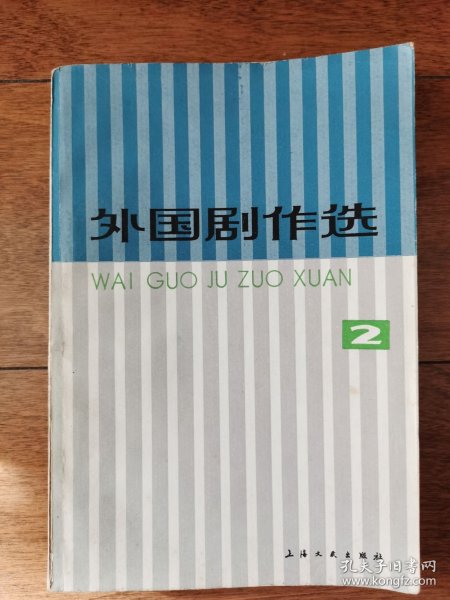 外国剧作选
WAI GUO JU ZUO XUAN
2
上海文艺出版社
孔夫子旧书网
www.kongfz.com